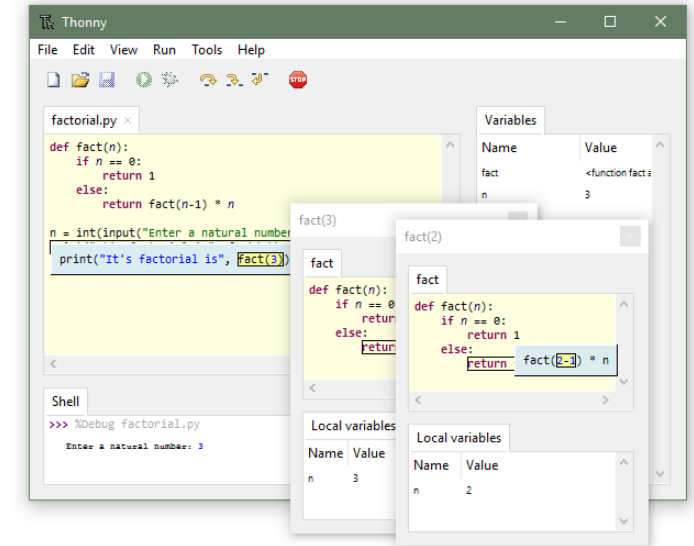 Thonny
File Edit View Run Tools Help
STOP
factorial.py ×
def fact(n):
if n == 0:
return 1
else:
return fact(n-1) * n
n = int(input("Enter a natural number
print("It's factorial is", fact(3))
Shell
>>> %Debug factorial.py
Enter a natural number: 3
Variables
Name Value
fact <function fact a
n 3
fact(3)
fact
def fact(n):
if n == 0
retur
else:
retur
Local variables
Name Value
n 3
fact(2)
fact
def fact(n):
if n == 0:
return 1
else:
return fact(2-1) * n
Local variables
Name Value
n 2